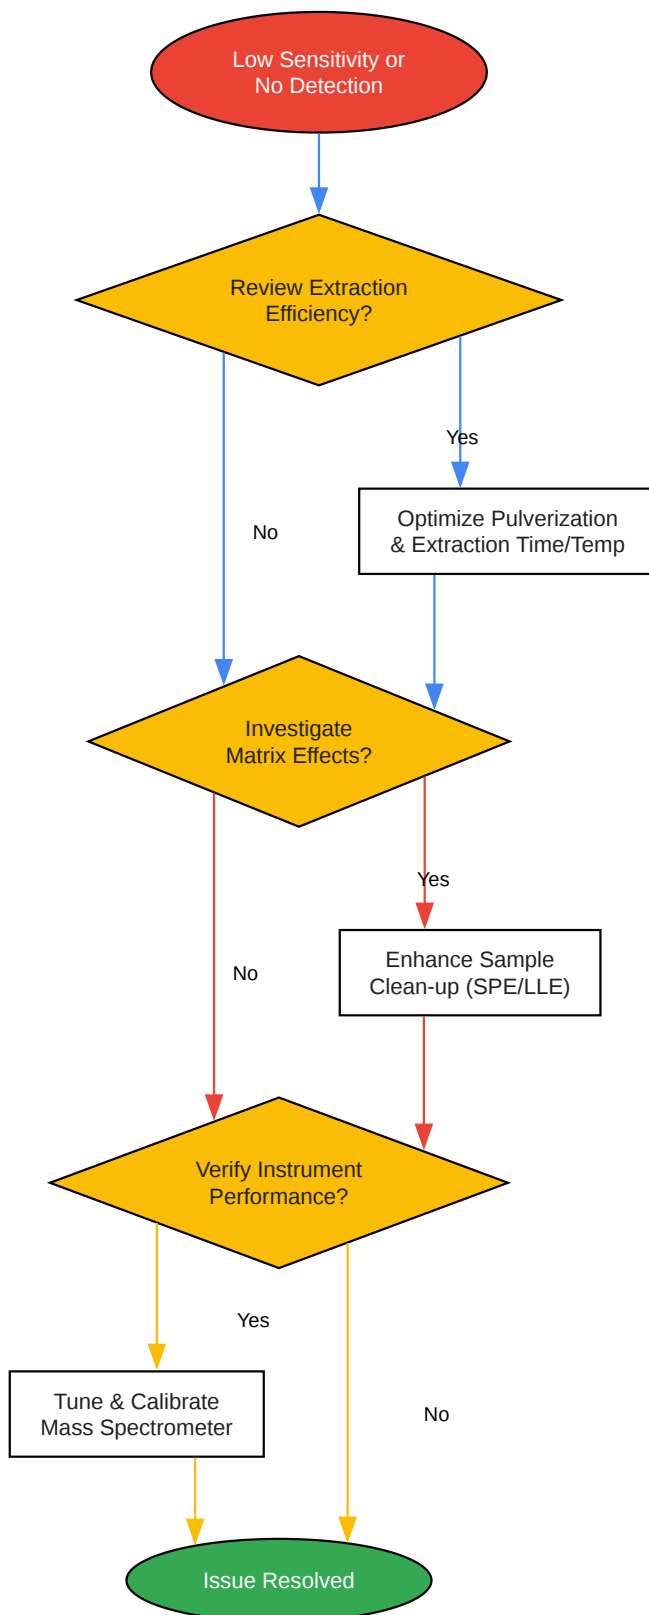 Low Sensitivity or
No Detection
Review Extraction
Efficiency?
Yes
No
Optimize Pulverization
& Extraction Time/Temp
Investigate
Matrix Effects?
Yes
No
Enhance Sample
Clean-up (SPE/LLE)
Verify Instrument
Performance?
Yes
No
Tune & Calibrate
Mass Spectrometer
Issue Resolved